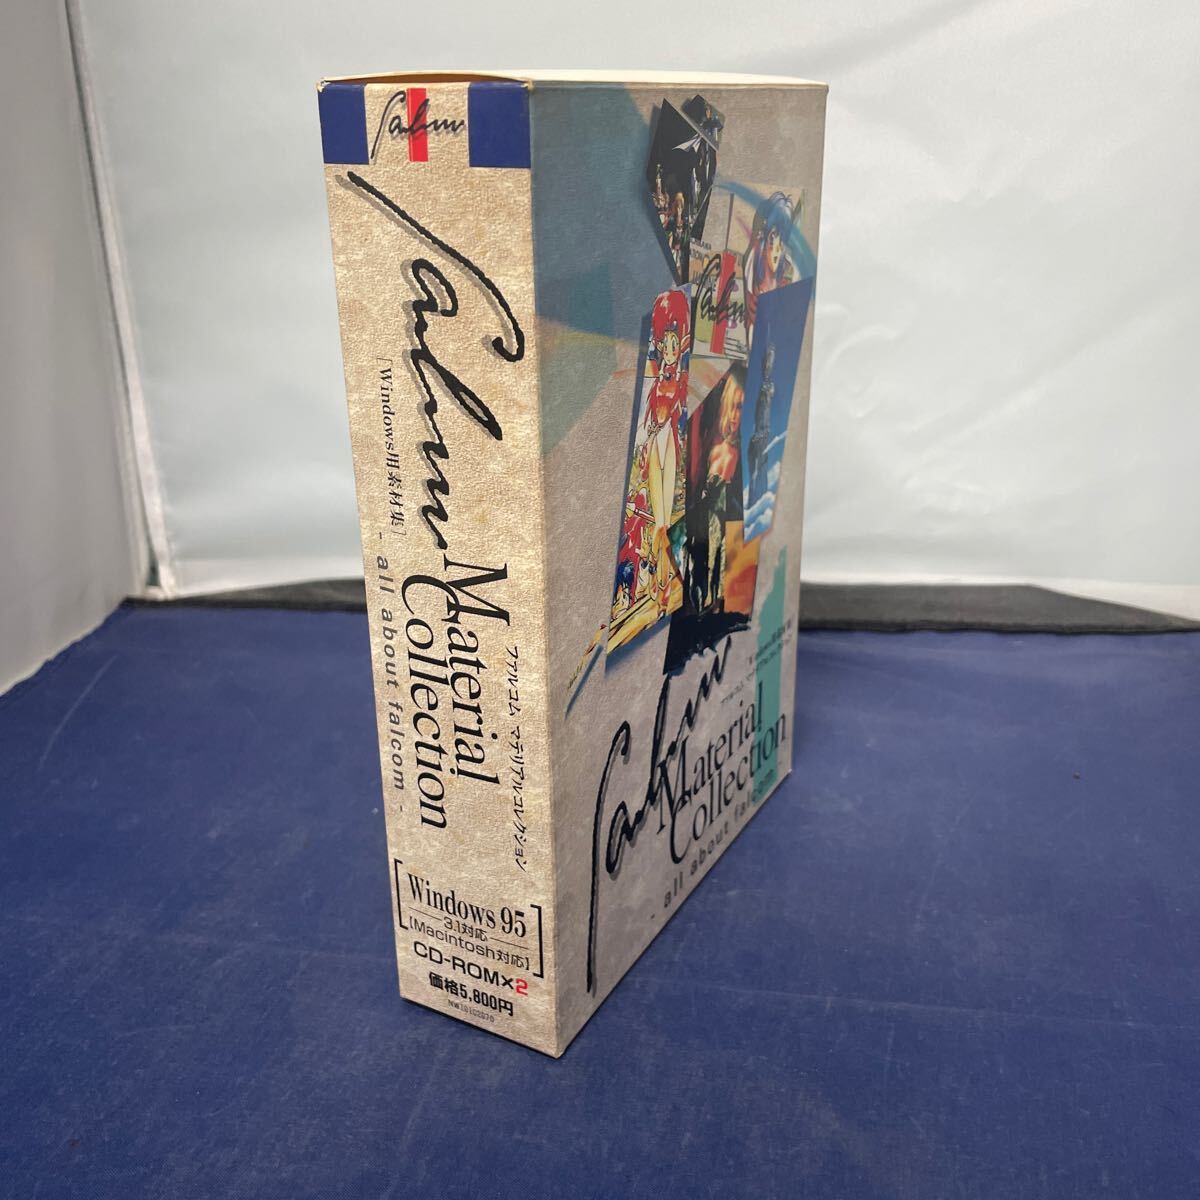 falcom
falcom
Material
Collection
ファルコム マテリアルコレクション
[Windows用素材集]
- all about falcom -
Windows 95
3.1対応
[Macintosh対応]
CD-ROM×2
価格5,800円
NW10102070
falcom
falcom
Material
Collection
- all about falcom -